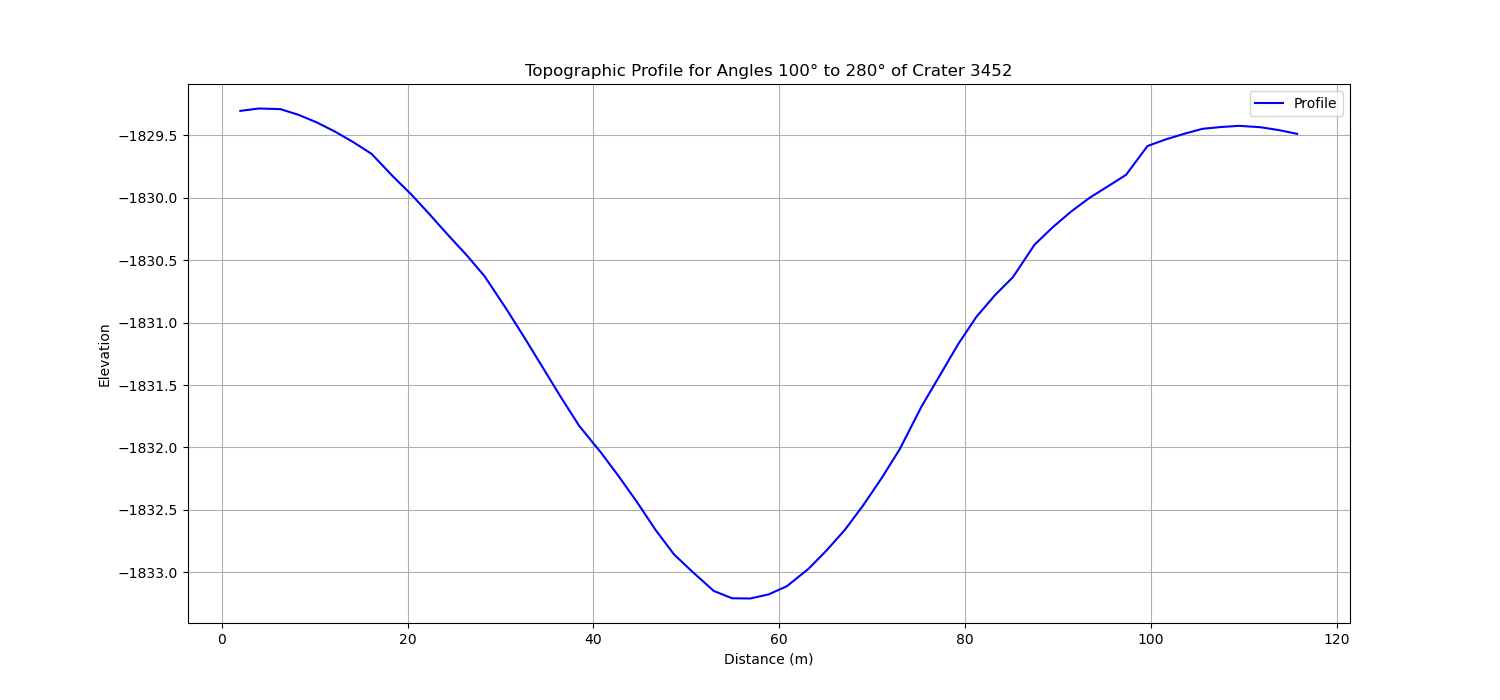 Topographic Profile for Angles 100° to 280° of Crater 3452
Profile
Elevation
−1829.5
−1830.0
−1830.5
−1831.0
−1831.5
−1832.0
−1832.5
−1833.0
0 20 40 60 80 100 120
Distance (m)